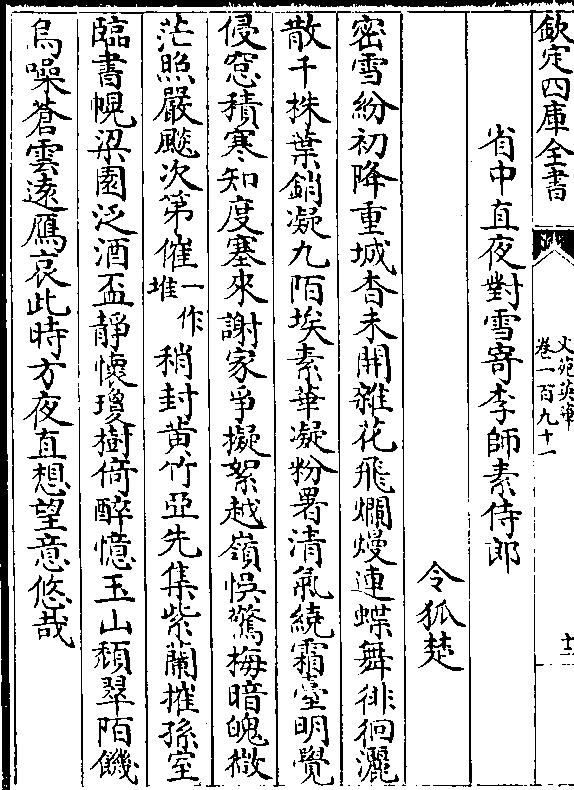 欽定四庫全書
文苑英華
卷一百九十一
十二
省中直夜對雪寄李師素侍郎
令狐楚
密雪紛初降重城杳未開雜花飛爛熳連蝶舞徘徊灑
散千株葉銷凝九陌埃素華凝粉署清氣繞霜臺明覺
侵窓積寒知度塞來謝家爭擬絮越嶺悞驚梅暗魄微
茫照嚴飈次第催一作堆稍封黄竹亞先集紫蘭摧孫室
臨書幌梁園泛酒盃靜懷瓊樹倚醉憶玉山頽翠陌饑
烏噪蒼雲遠鴈哀此時方夜直想望意悠哉